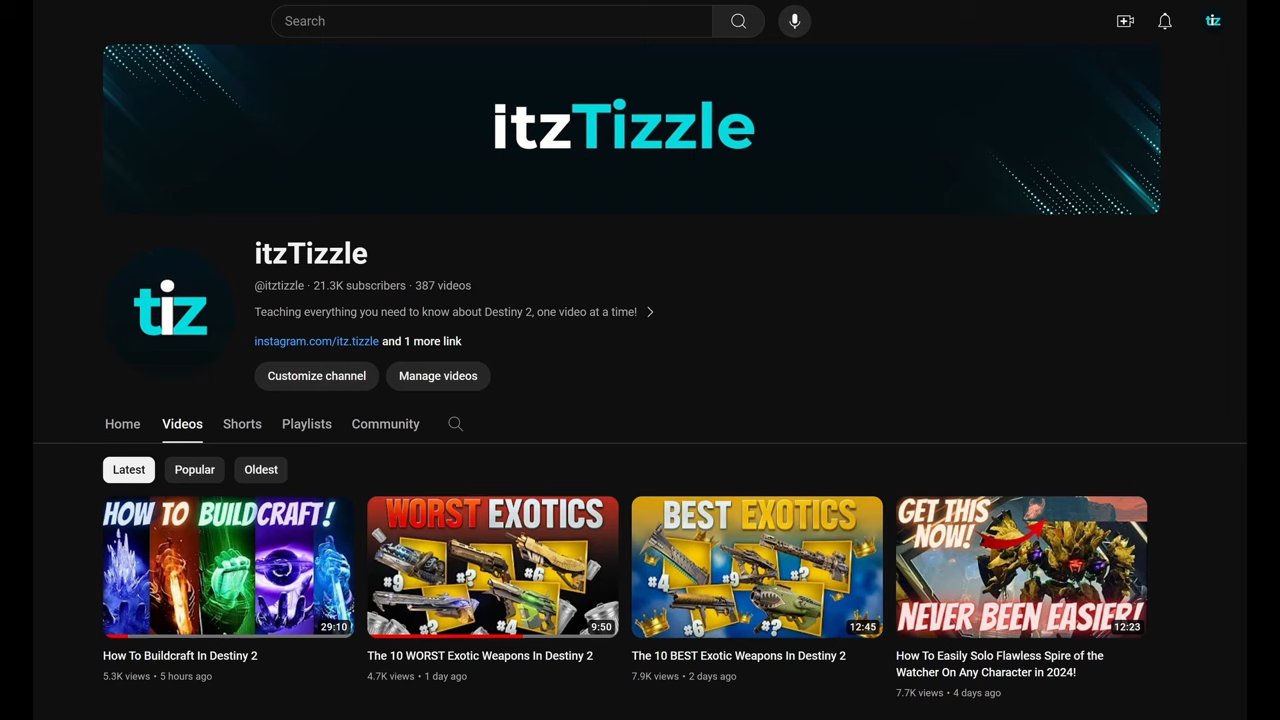 Search
tiz
itzTizzle
tiz
itzTizzle
@itztizzle · 21.3K subscribers · 387 videos
Teaching everything you need to know about Destiny 2, one video at a time!
instagram.com/itz.tizzle and 1 more link
Customize channel Manage videos
Home Videos Shorts Playlists Community
Latest Popular Oldest
HOW TO BUILDCRAFT!
29:10
How To Buildcraft In Destiny 2
5.3K views • 5 hours ago
WORST EXOTICS
#9 #? #6
#? #4
9:50
The 10 WORST Exotic Weapons In Destiny 2
4.7K views • 1 day ago
BEST EXOTICS
#4 #9 #?
#6 #?
12:45
The 10 BEST Exotic Weapons In Destiny 2
7.9K views • 2 days ago
GET THIS
NOW!
NEVER BEEN EASIER!
12:23
How To Easily Solo Flawless Spire of the
Watcher On Any Character in 2024!
7.7K views • 4 days ago